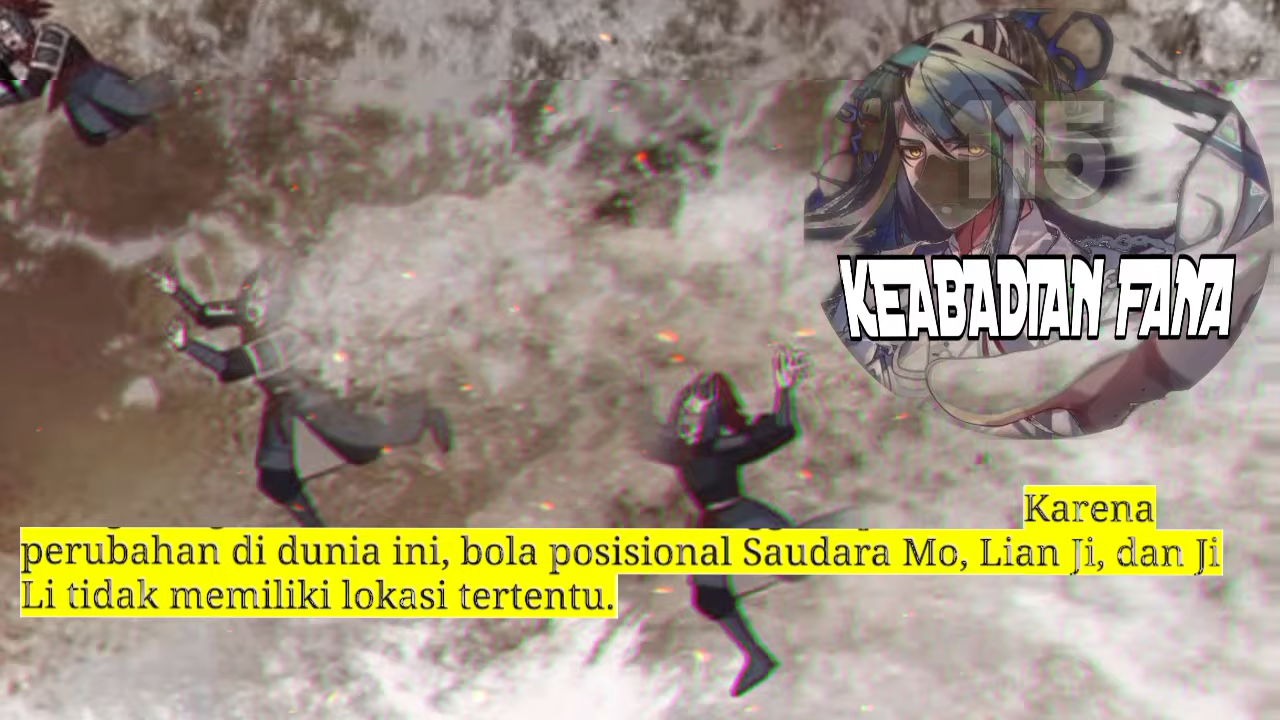 115
KEABADIAN FANA
Karena
perubahan di dunia ini, bola posisional Saudara Mo, Lian Ji, dan Ji
Li tidak memiliki lokasi tertentu.